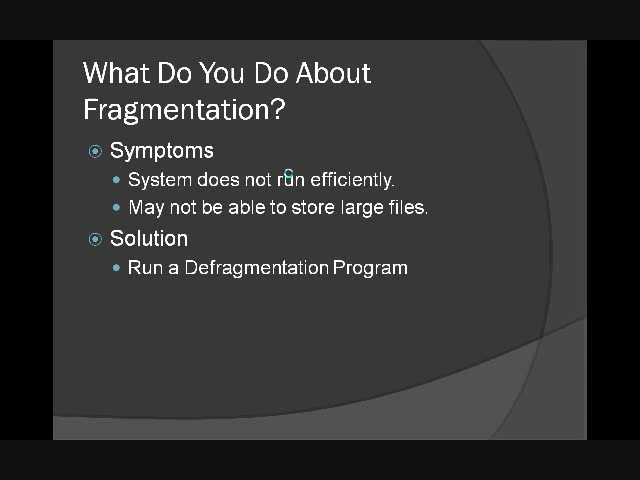 What Do You Do About
Fragmentation?
Symptoms
System does not run efficiently.
May not be able to store large files.
Solution
Run a Defragmentation Program